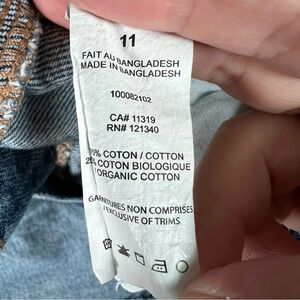 11
FAIT AU BANGLADESH
MADE IN BANGLADESH
100082102
CA# 11319
RN# 121340
% COTON / COTTON
COTON BIOLOGIQUE
ORGANIC COTTON
GARNITURES NON COMPRISES
EXCLUSIVE OF TRIMS